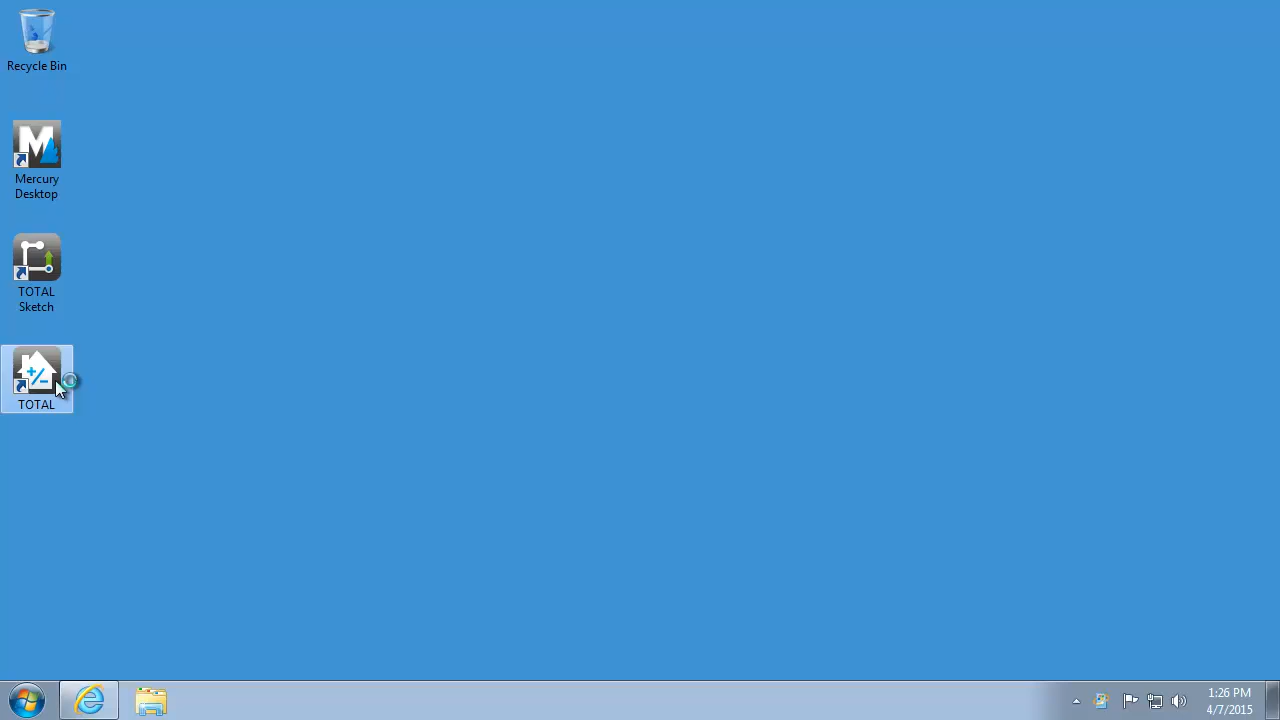 Recycle Bin
Mercury
Desktop
TOTAL
Sketch
TOTAL
1:26 PM
4/7/2015